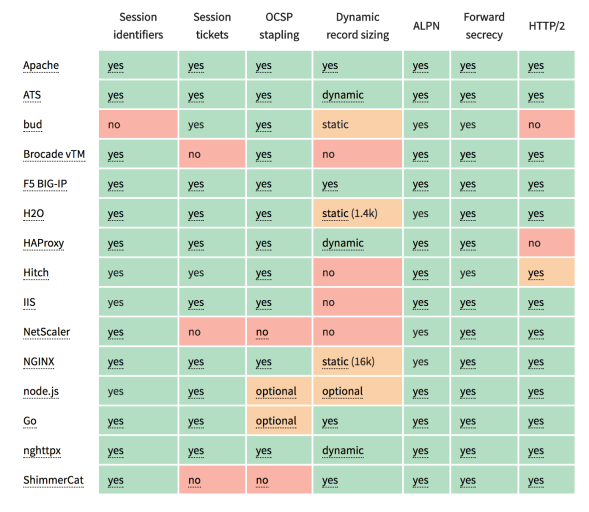 Session identifiers Session tickets OCSP stapling Dynamic record sizing ALPN Forward secrecy HTTP/2
Apache yes yes yes yes yes yes yes
ATS yes yes yes dynamic yes yes yes
bud no yes yes static yes yes no
Brocade vTM yes no yes no yes yes yes
F5 BIG-IP yes yes yes yes yes yes yes
H2O yes yes yes static (1.4k) yes yes yes
HAProxy yes yes yes dynamic yes yes no
Hitch yes yes yes no yes yes yes
IIS yes yes yes no yes yes yes
NetScaler yes no no no yes yes yes
NGINX yes yes yes static (16k) yes yes yes
node.js yes yes optional optional yes yes yes
Go yes yes optional yes yes yes yes
nghttpx yes yes yes dynamic yes yes yes
ShimmerCat yes no no yes yes yes yes